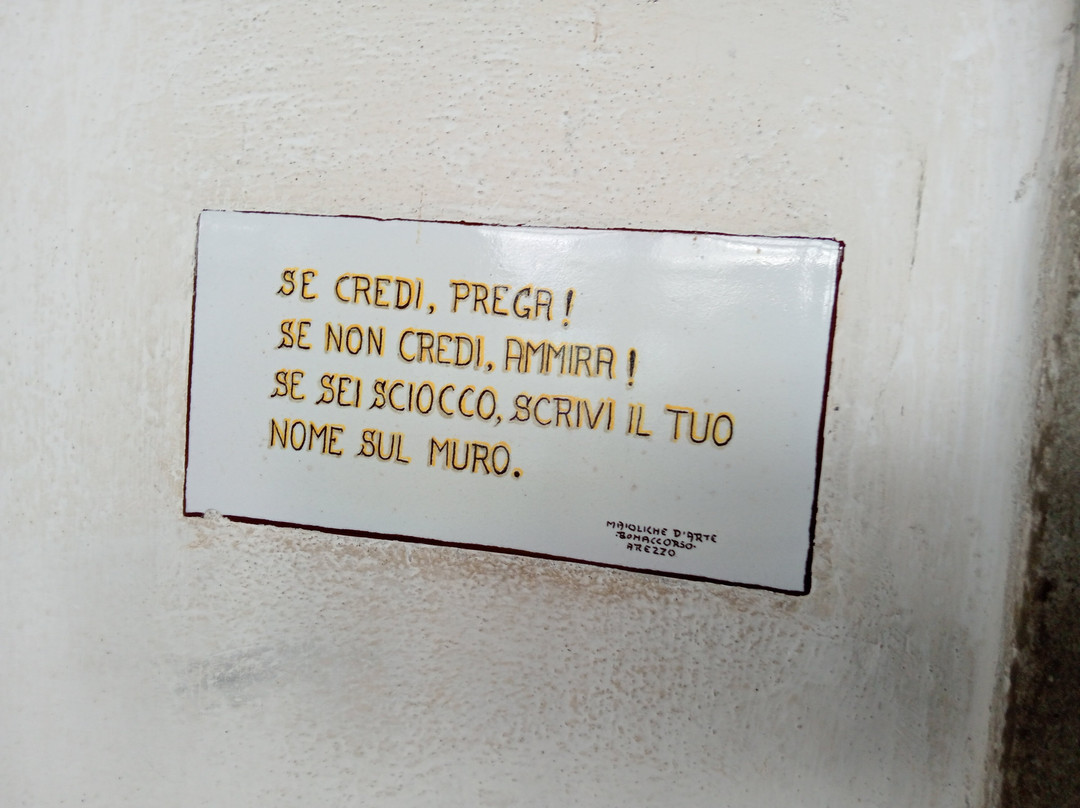 SE CREDI, PREGA!
SE NON CREDI, AMMIRA!
SE SEI SCIOCCO, SCRIVI IL TUO
NOME SUL MURO.
MAIOLICHE D'ARTE
·BONACCORSO·
AREZZO